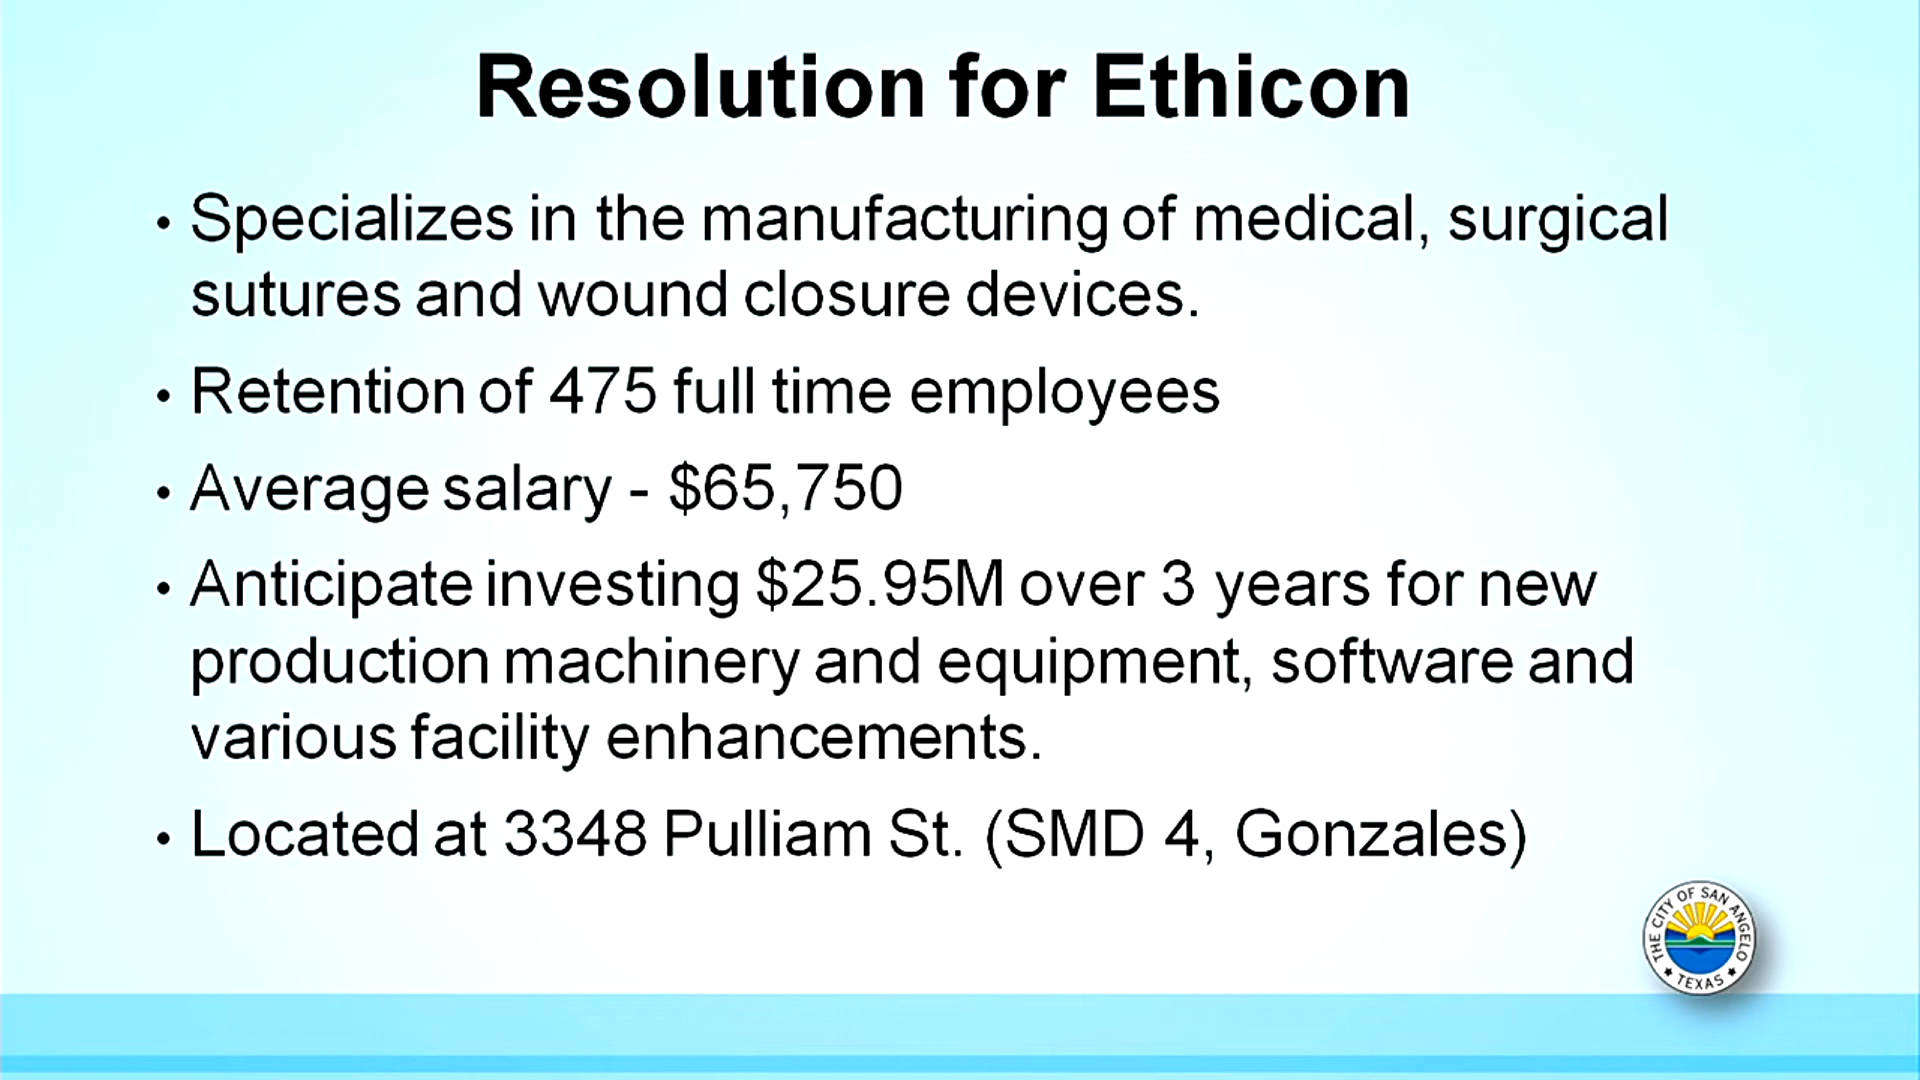 Resolution for Ethicon
• Specializes in the manufacturing of medical, surgical
sutures and wound closure devices.
• Retention of 475 full time employees
• Average salary - $65,750
• Anticipate investing $25.95M over 3 years for new
production machinery and equipment, software and
various facility enhancements.
• Located at 3348 Pulliam St. (SMD 4, Gonzales)
THE CITY OF SAN ANGELO
TEXAS